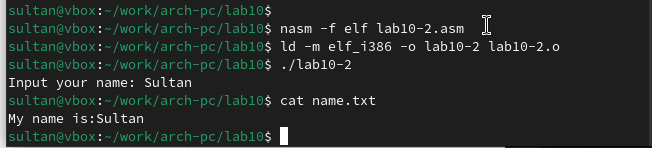 sultan@vbox:~/work/arch-pc/lab10$
sultan@vbox:~/work/arch-pc/lab10$ nasm -f elf lab10-2.asm
sultan@vbox:~/work/arch-pc/lab10$ ld -m elf_i386 -o lab10-2 lab10-2.o
sultan@vbox:~/work/arch-pc/lab10$ ./lab10-2
Input your name: Sultan
sultan@vbox:~/work/arch-pc/lab10$ cat name.txt
My name is:Sultan
sultan@vbox:~/work/arch-pc/lab10$